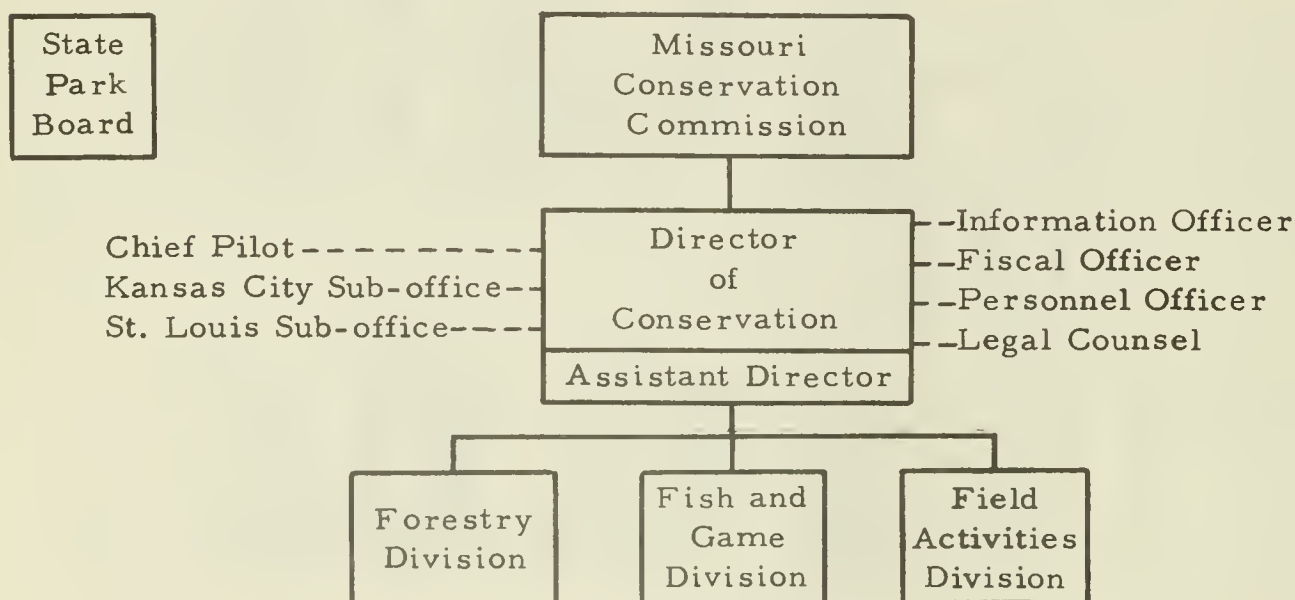 State
Park
Board
Missouri
Conservation
Commission
Chief Pilot
Kansas City Sub-office
St. Louis Sub-office
Director
of
Conservation
Assistant Director
Information Officer
Fiscal Officer
Personnel Officer
Legal Counsel
Forestry
Division
Fish and
Game
Division
Field
Activities
Division